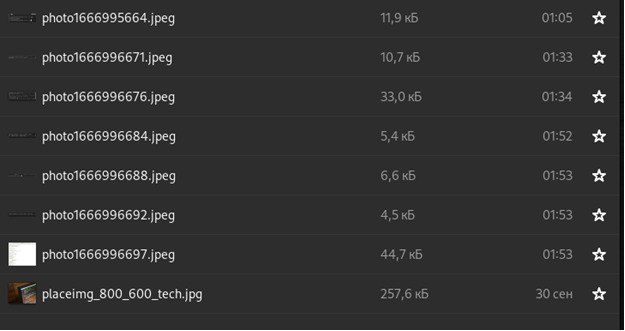 photo1666995664.jpeg 11,9 кБ 01:05
photo1666996671.jpeg 10,7 кБ 01:33
photo1666996676.jpeg 33,0 кБ 01:34
photo1666996684.jpeg 5,4 кБ 01:52
photo1666996688.jpeg 6,6 кБ 01:53
photo1666996692.jpeg 4,5 кБ 01:53
photo1666996697.jpeg 44,7 кБ 01:53
placeimg_800_600_tech.jpg 257,6 кБ 30 сен